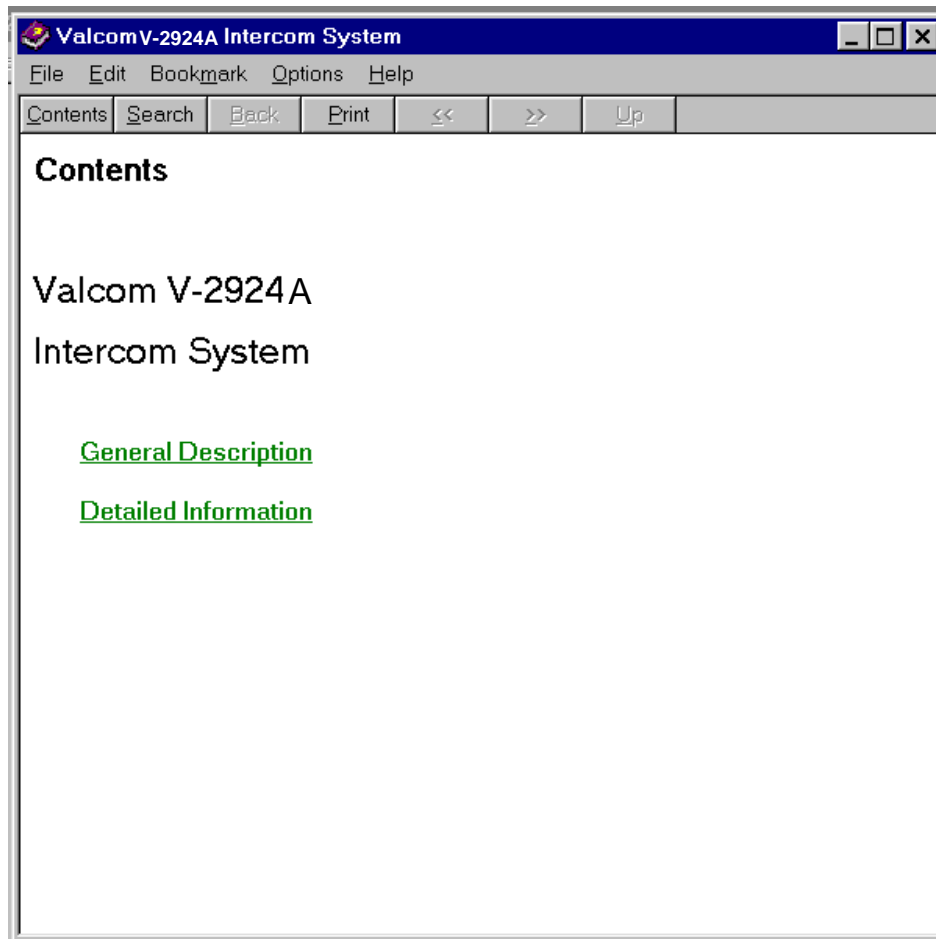 Valcom V-2924A Intercom System
File Edit Bookmark Options Help
Contents Search Back Print << >> Up
Contents
Valcom V-2924A
Intercom System
General Description
Detailed Information